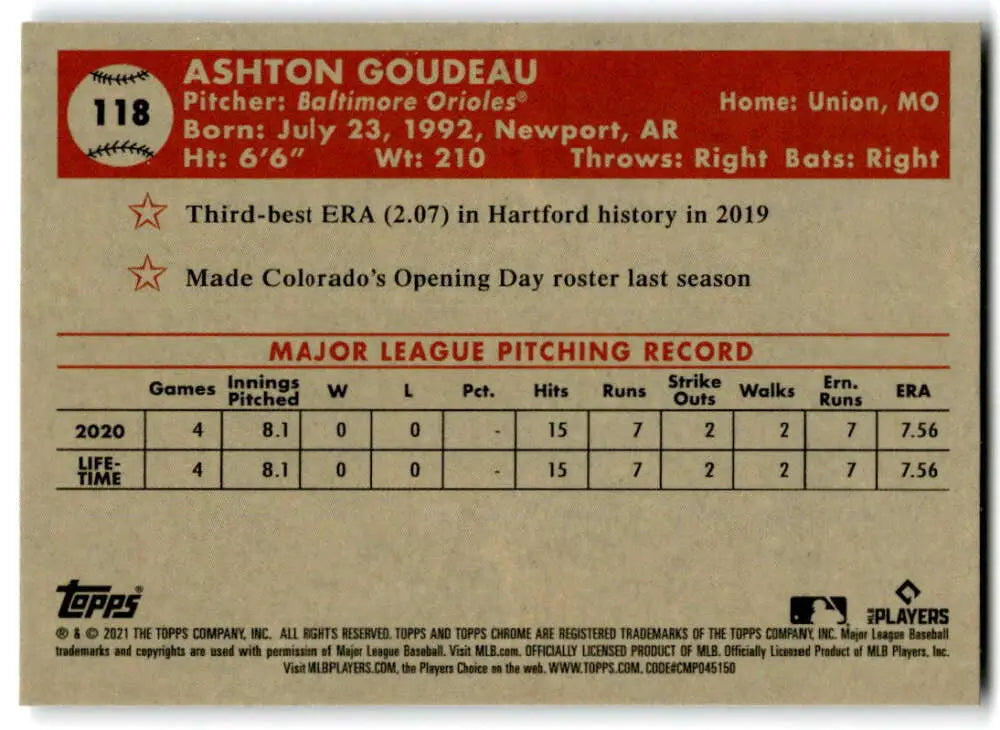 118
ASHTON GOUDEAU
Pitcher: Baltimore Orioles® Home: Union, MO
Born: July 23, 1992, Newport, AR
Ht: 6'6" Wt: 210 Throws: Right Bats: Right
Third-best ERA (2.07) in Hartford history in 2019
Made Colorado's Opening Day roster last season
MAJOR LEAGUE PITCHING RECORD
Games Innings Pitched W L Pct. Hits Runs Strike Outs Walks Ern. Runs ERA
2020 4 8.1 0 0 - 15 7 2 2 7 7.56
LIFE-TIME 4 8.1 0 0 - 15 7 2 2 7 7.56
Topps®
MLB PLAYERS
® & © 2021 THE TOPPS COMPANY, INC. ALL RIGHTS RESERVED. TOPPS AND TOPPS CHROME ARE REGISTERED TRADEMARKS OF THE TOPPS COMPANY, INC. Major League Baseball
trademarks and copyrights are used with permission of Major League Baseball. Visit MLB.com. OFFICIALLY LICENSED PRODUCT OF MLB. Officially Licensed Product of MLB Players, Inc.
Visit MLBPLAYERS.COM, the Players Choice on the web. WWW.TOPPS.COM. CODE#CMP045150